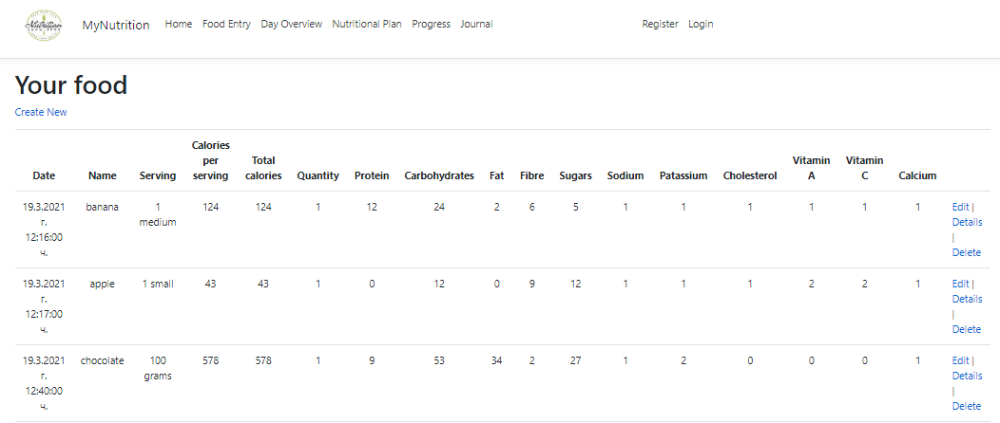 Nutrition
MyNutrition Home Food Entry Day Overview Nutritional Plan Progress Journal Register Login
Your food
Create New
Date Name Serving Calories per serving Total calories Quantity Protein Carbohydrates Fat Fibre Sugars Sodium Patassium Cholesterol Vitamin A Vitamin C Calcium
19.3.2021 banana 1 124 124 1 12 24 2 6 5 1 1 1 1 1 1 Edit |
г. medium Details
12:16:00 |
ч. Delete
19.3.2021 apple 1 small 43 43 1 0 12 0 9 12 1 1 1 2 2 1 Edit |
г. Details
12:17:00 |
ч. Delete
19.3.2021 chocolate 100 578 578 1 9 53 34 2 27 1 2 0 0 0 1 Edit |
г. grams Details
12:40:00 |
ч. Delete